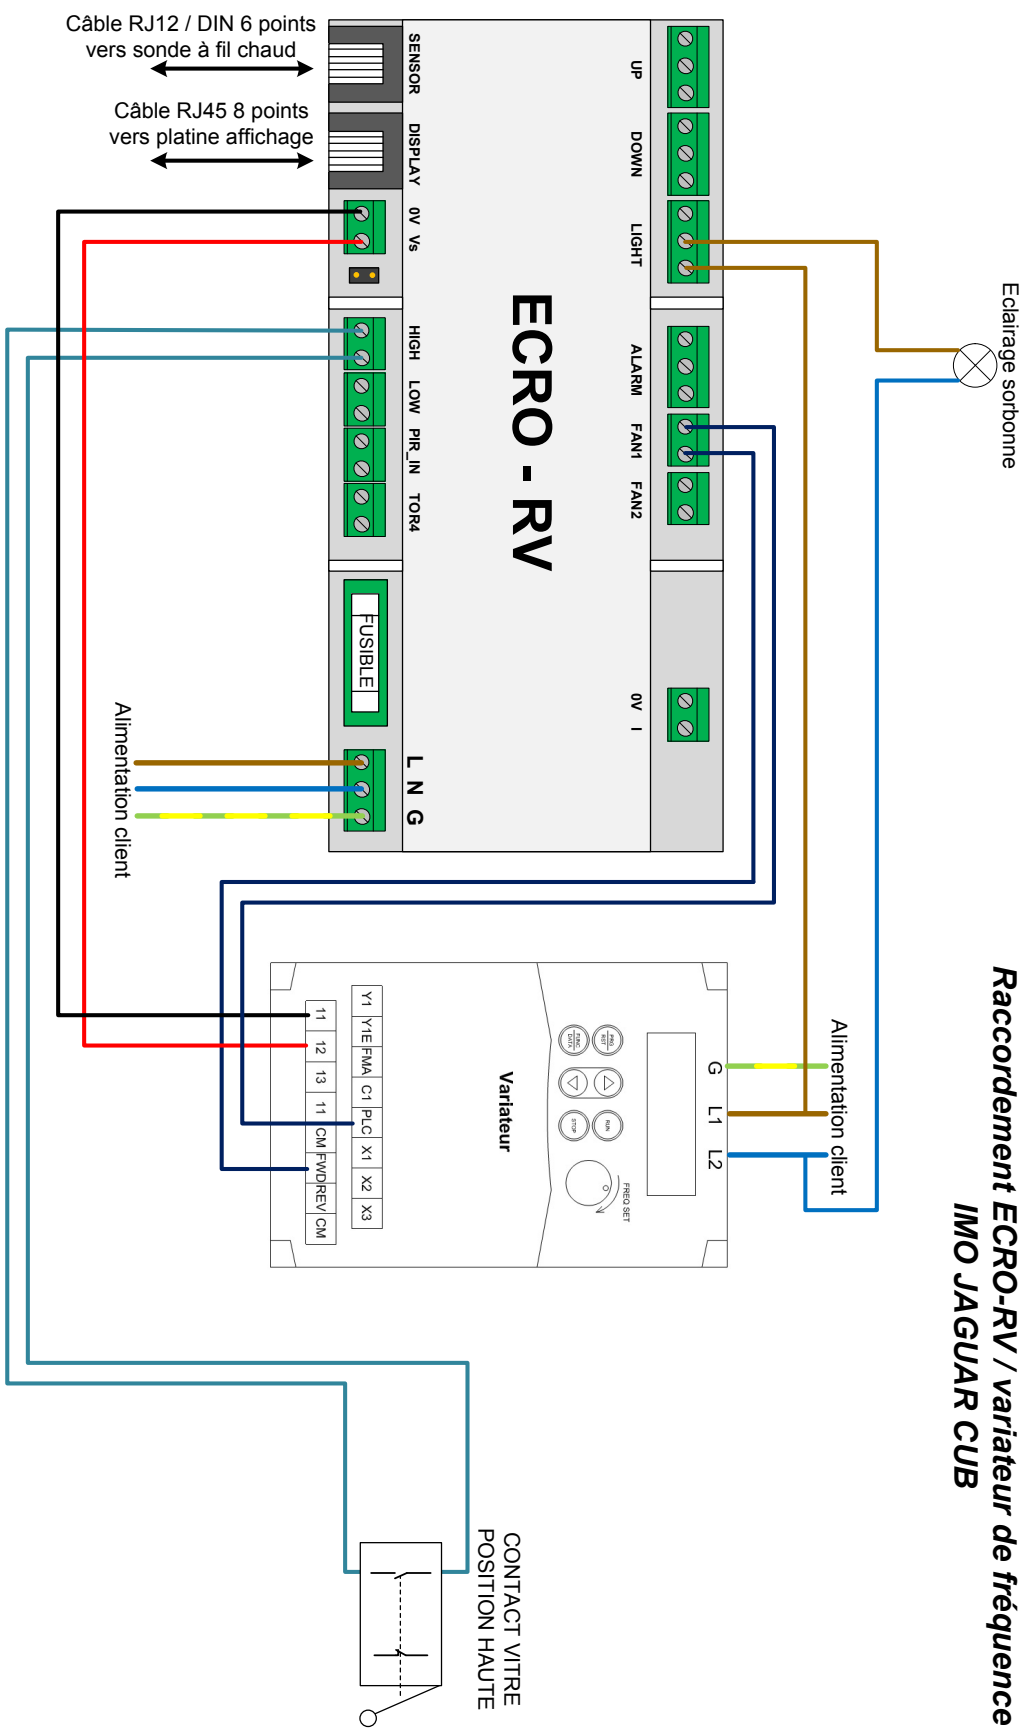 Raccordement ECRO-RV / variateur de fréquence
IMO JAGUAR CUB
Câble RJ12 / DIN 6 points
vers sonde à fil chaud
Câble RJ45 8 points
vers platine affichage
SENSOR
DISPLAY
0V Vs
HIGH
LOW
PIR_IN
TOR4
FUSIBLE
L N G
Alimentation client
ECRO - RV
UP
DOWN
LIGHT
ALARM
FAN1
FAN2
0V I
Eclairage sorbonne
Alimentation client
G L1 L2
PRG
RST
FUNC
DATA
RUN
STOP
FREQ SET
Variateur
Y1 Y1E FMA C1 PLC X1 X2 X3
11 12 13 11 CM FWD REV CM
CONTACT VITRE
POSITION HAUTE